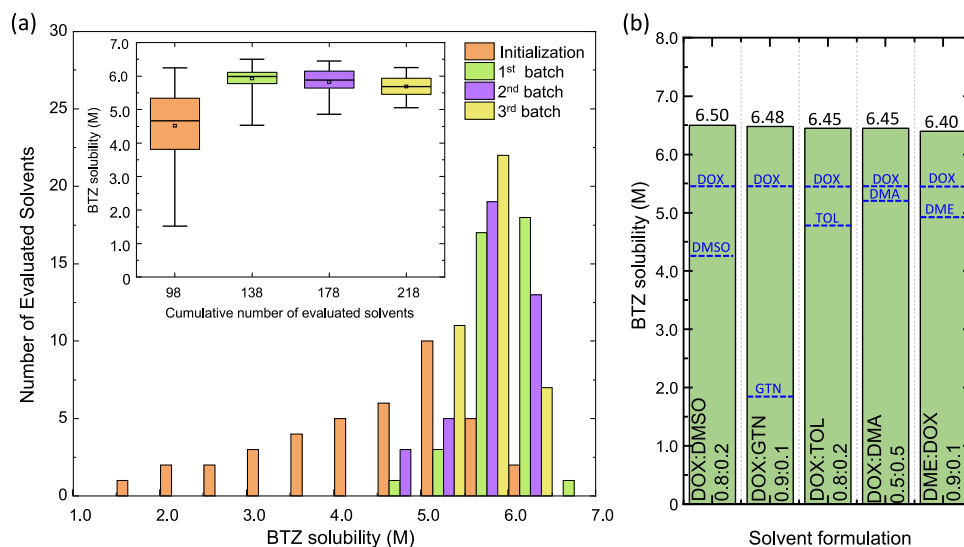 (a)
30
25
20
15
10
5
0
Number of Evaluated Solvents
1.0 2.0 3.0 4.0 5.0 6.0 7.0
BTZ solubility (M)
Initialization
1st batch
2nd batch
3rd batch
7.0
6.0
5.0
4.0
3.0
2.0
1.0
0
BTZ solubility (M)
98 138 178 218
Cumulative number of evaluated solvents
(b)
8.0
7.0
6.0
5.0
4.0
3.0
2.0
1.0
0
BTZ solubility (M)
6.50 6.48 6.45 6.45 6.40
DOX DOX DOX DOX DOX
DMSO GTN TOL DMA DME
DOX:DMSO
0.8:0.2
DOX:GTN
0.9:0.1
DOX:TOL
0.8:0.2
DOX:DMA
0.5:0.5
DME:DOX
0.9:0.1
Solvent formulation